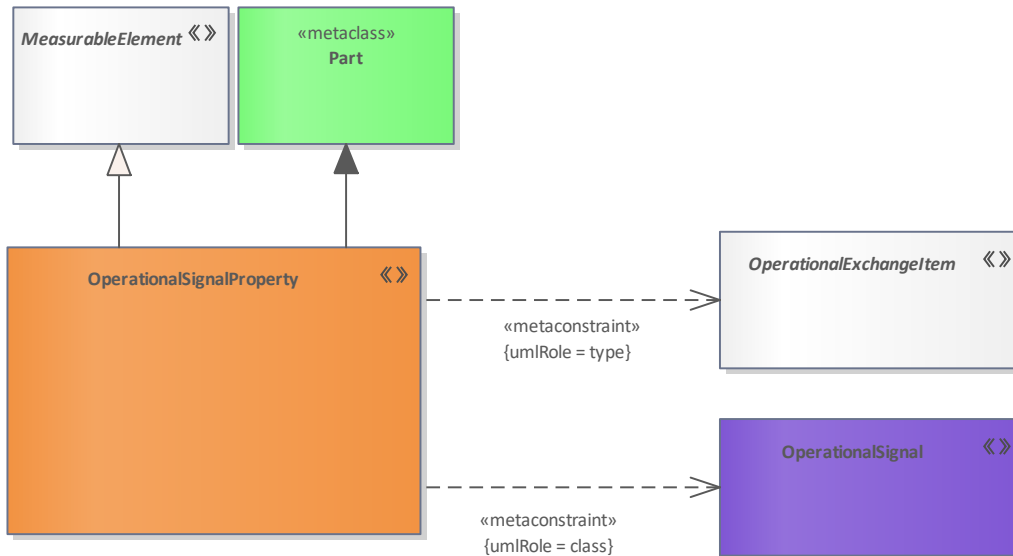 MeasurableElement «»
«metaclass»
Part
OperationalSignalProperty «»
OperationalExchangeItem «»
«metaconstraint»
{umlRole = type}
OperationalSignal «»
«metaconstraint»
{umlRole = class}